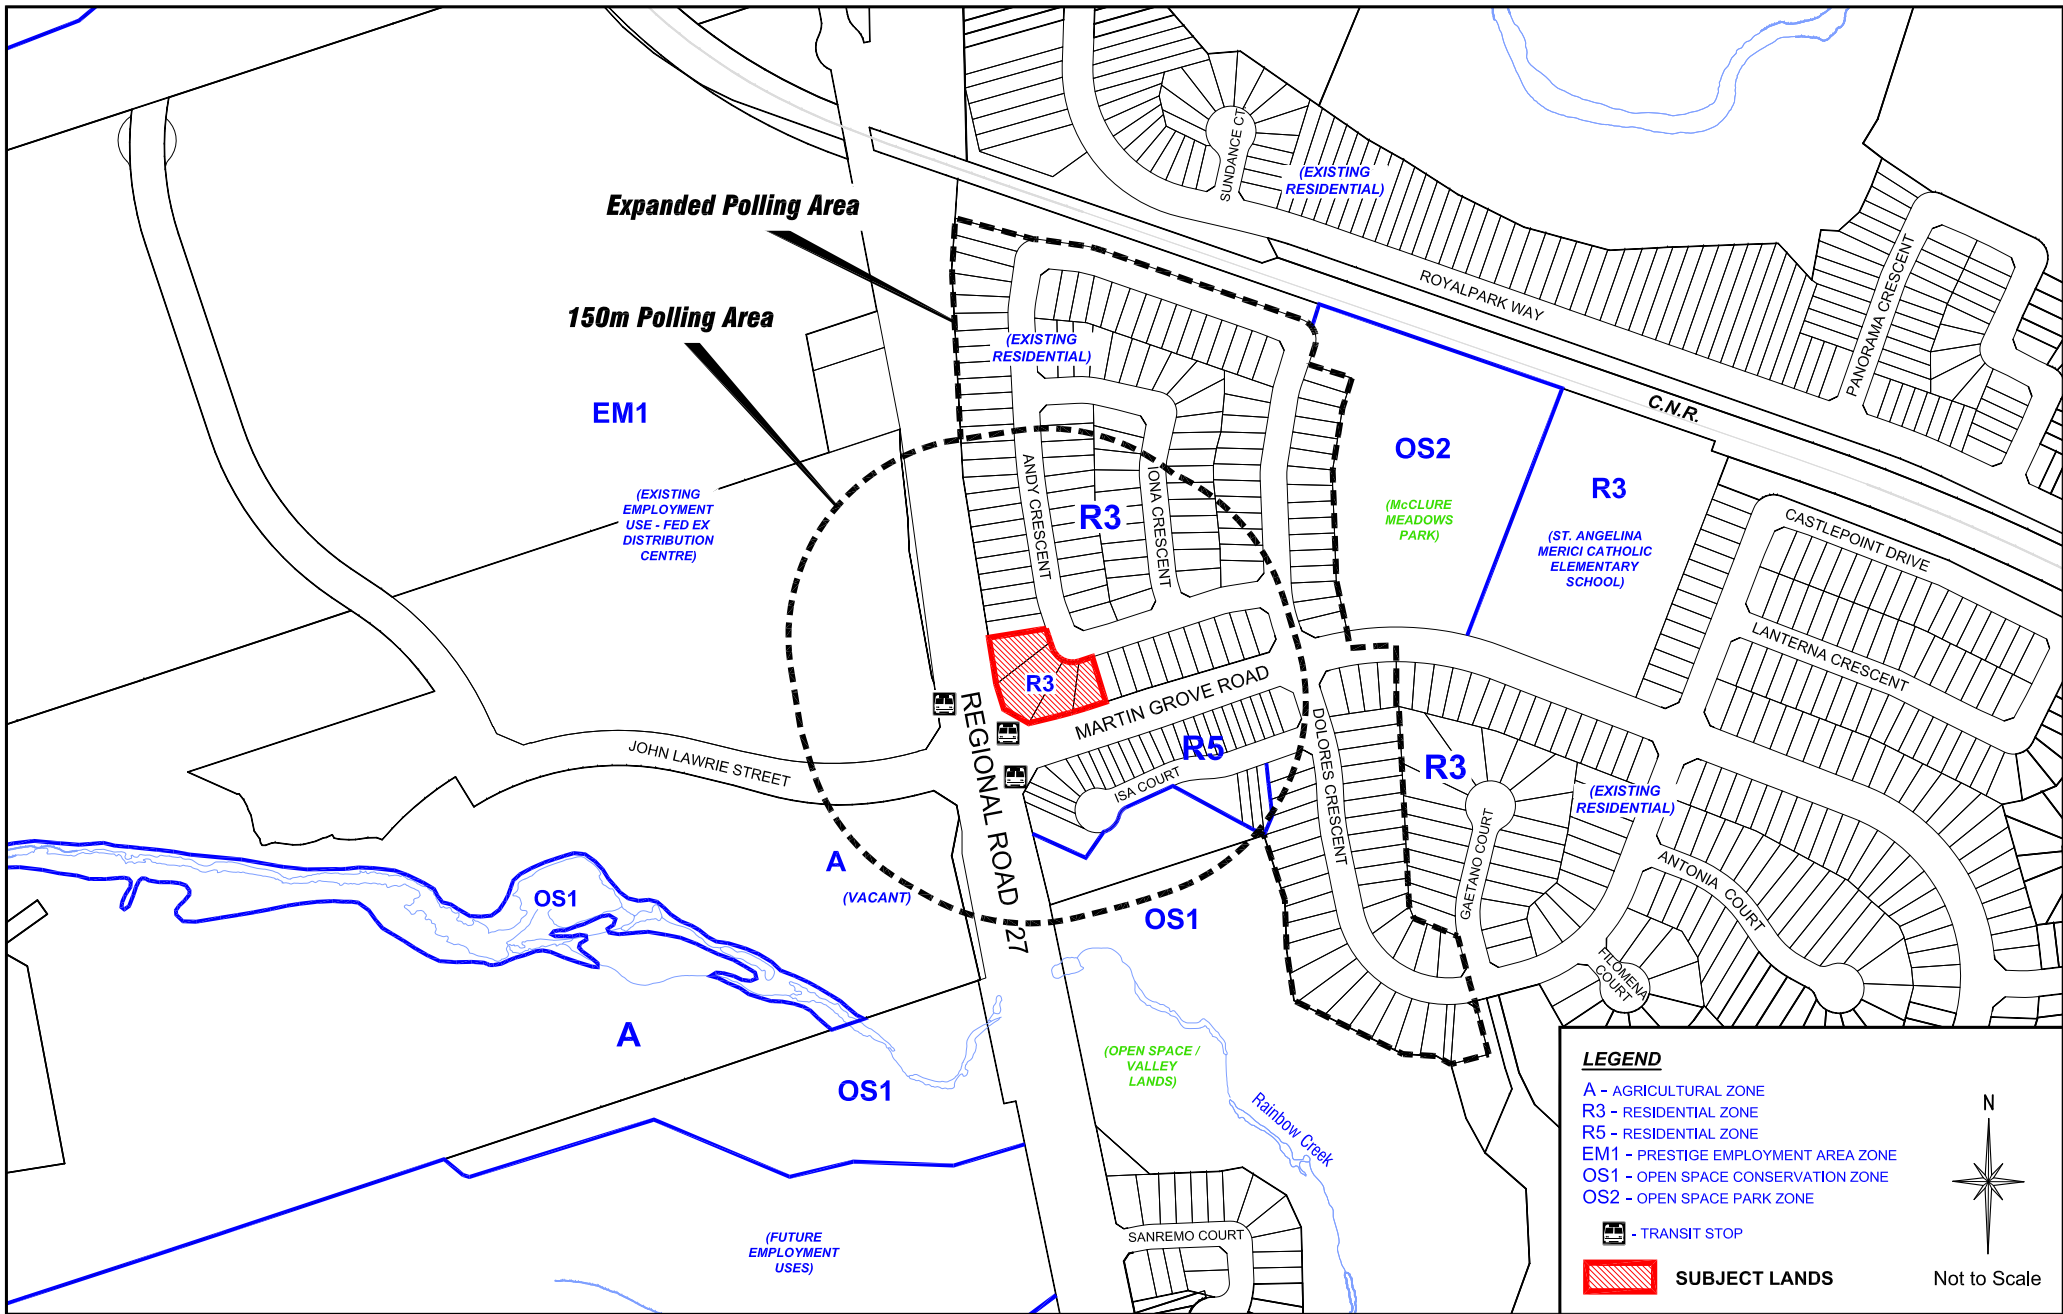 SUNDANCE CT
(EXISTING
RESIDENTIAL)
Expanded Polling Area
ROYALPARK WAY
PANORAMA CRESCENT
150m Polling Area
(EXISTING
RESIDENTIAL)
C.N.R.
EM1
OS2
R3
(EXISTING
EMPLOYMENT
USE - FED EX
DISTRIBUTION
CENTRE)
ANDY CRESCENT
R3
IONA CRESCENT
(McCLURE
MEADOWS
PARK)
(ST. ANGELINA
MERICI CATHOLIC
ELEMENTARY
SCHOOL)
CASTLEPOINT DRIVE
LANTERNA CRESCENT
R3
MARTIN GROVE ROAD
REGIONAL ROAD 27
JOHN LAWRIE STREET
R5
ISA COURT
DOLORES CRESCENT
R3
(EXISTING
RESIDENTIAL)
GAETANO COURT
ANTONIA COURT
FILOMENA
COURT
A
(VACANT)
OS1
OS1
A
OS1
(OPEN SPACE /
VALLEY
LANDS)
Rainbow Creek
SANREMO COURT
(FUTURE
EMPLOYMENT
USES)
LEGEND
A - AGRICULTURAL ZONE
R3 - RESIDENTIAL ZONE
R5 - RESIDENTIAL ZONE
EM1 - PRESTIGE EMPLOYMENT AREA ZONE
OS1 - OPEN SPACE CONSERVATION ZONE
OS2 - OPEN SPACE PARK ZONE
- TRANSIT STOP
SUBJECT LANDS
N
Not to Scale